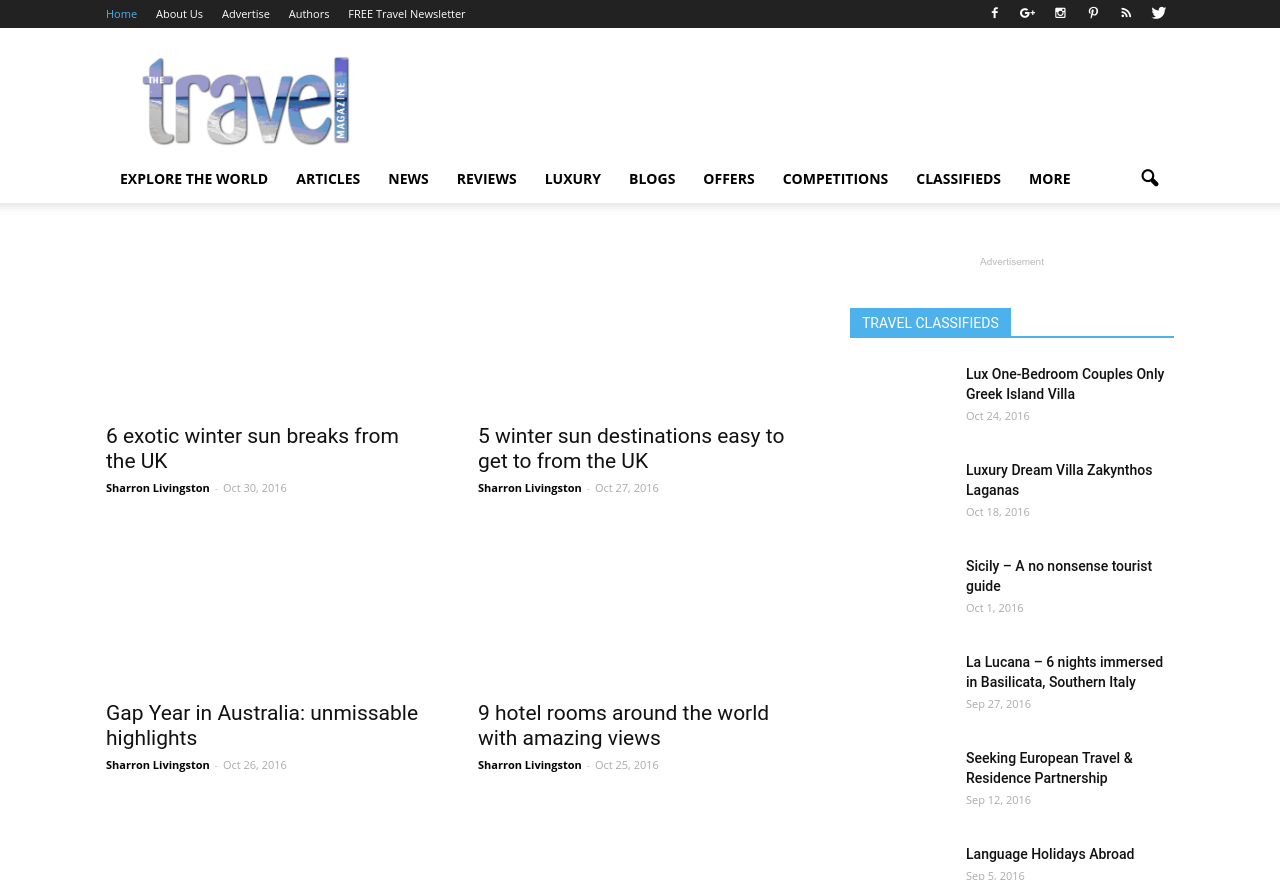 Home About Us Advertise Authors FREE Travel Newsletter
THE travel MAGAZINE
EXPLORE THE WORLD ARTICLES NEWS REVIEWS LUXURY BLOGS OFFERS COMPETITIONS CLASSIFIEDS MORE
6 exotic winter sun breaks from
the UK
Sharron Livingston - Oct 30, 2016
5 winter sun destinations easy to
get to from the UK
Sharron Livingston - Oct 27, 2016
Gap Year in Australia: unmissable
highlights
Sharron Livingston - Oct 26, 2016
9 hotel rooms around the world
with amazing views
Sharron Livingston - Oct 25, 2016
Advertisement
TRAVEL CLASSIFIEDS
Lux One-Bedroom Couples Only
Greek Island Villa
Oct 24, 2016
Luxury Dream Villa Zakynthos
Laganas
Oct 18, 2016
Sicily – A no nonsense tourist
guide
Oct 1, 2016
La Lucana – 6 nights immersed
in Basilicata, Southern Italy
Sep 27, 2016
Seeking European Travel &
Residence Partnership
Sep 12, 2016
Language Holidays Abroad
Sep 5, 2016